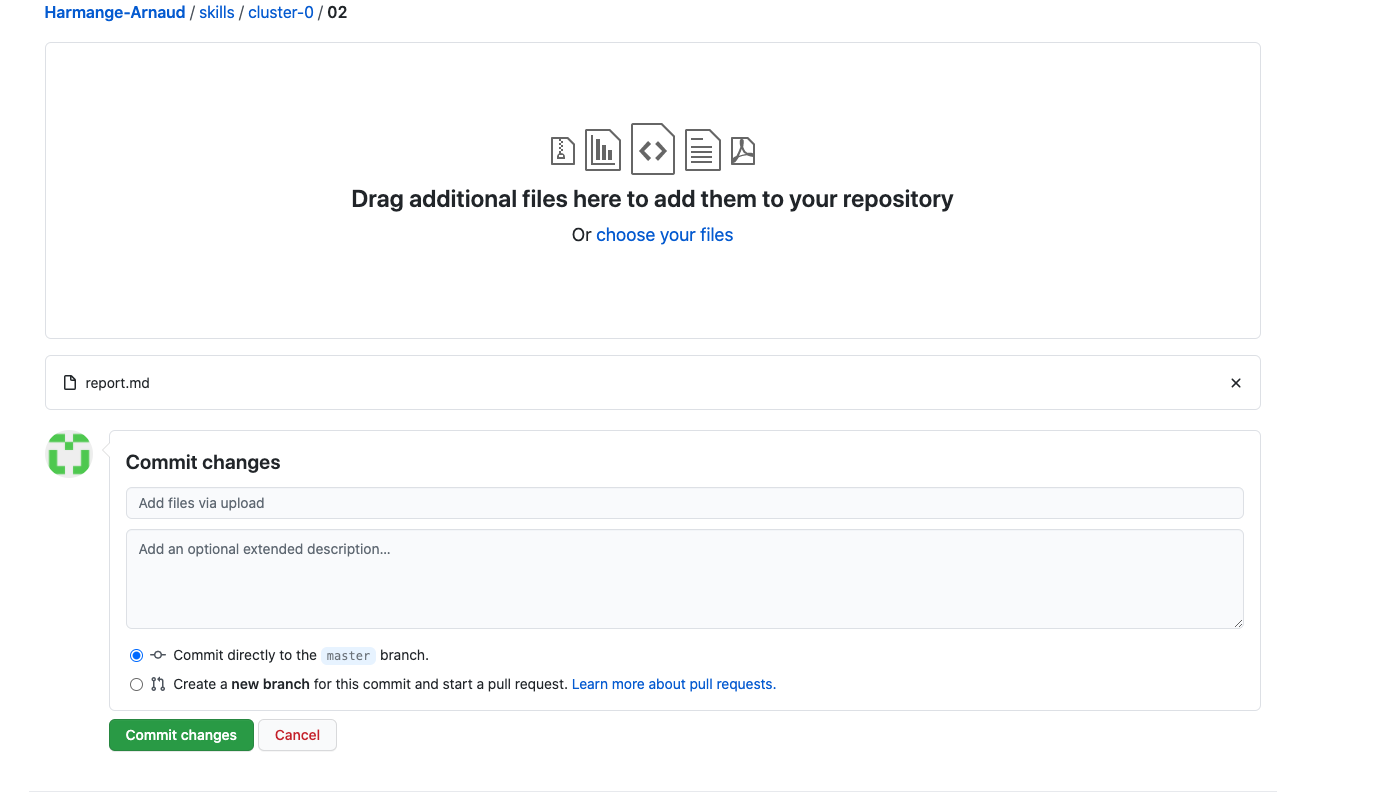 Harmange-Arnaud / skills / cluster-0 / 02
Drag additional files here to add them to your repository
Or choose your files
report.md
Commit changes
Add files via upload
Add an optional extended description...
Commit directly to the master branch.
Create a new branch for this commit and start a pull request. Learn more about pull requests.
Commit changes Cancel